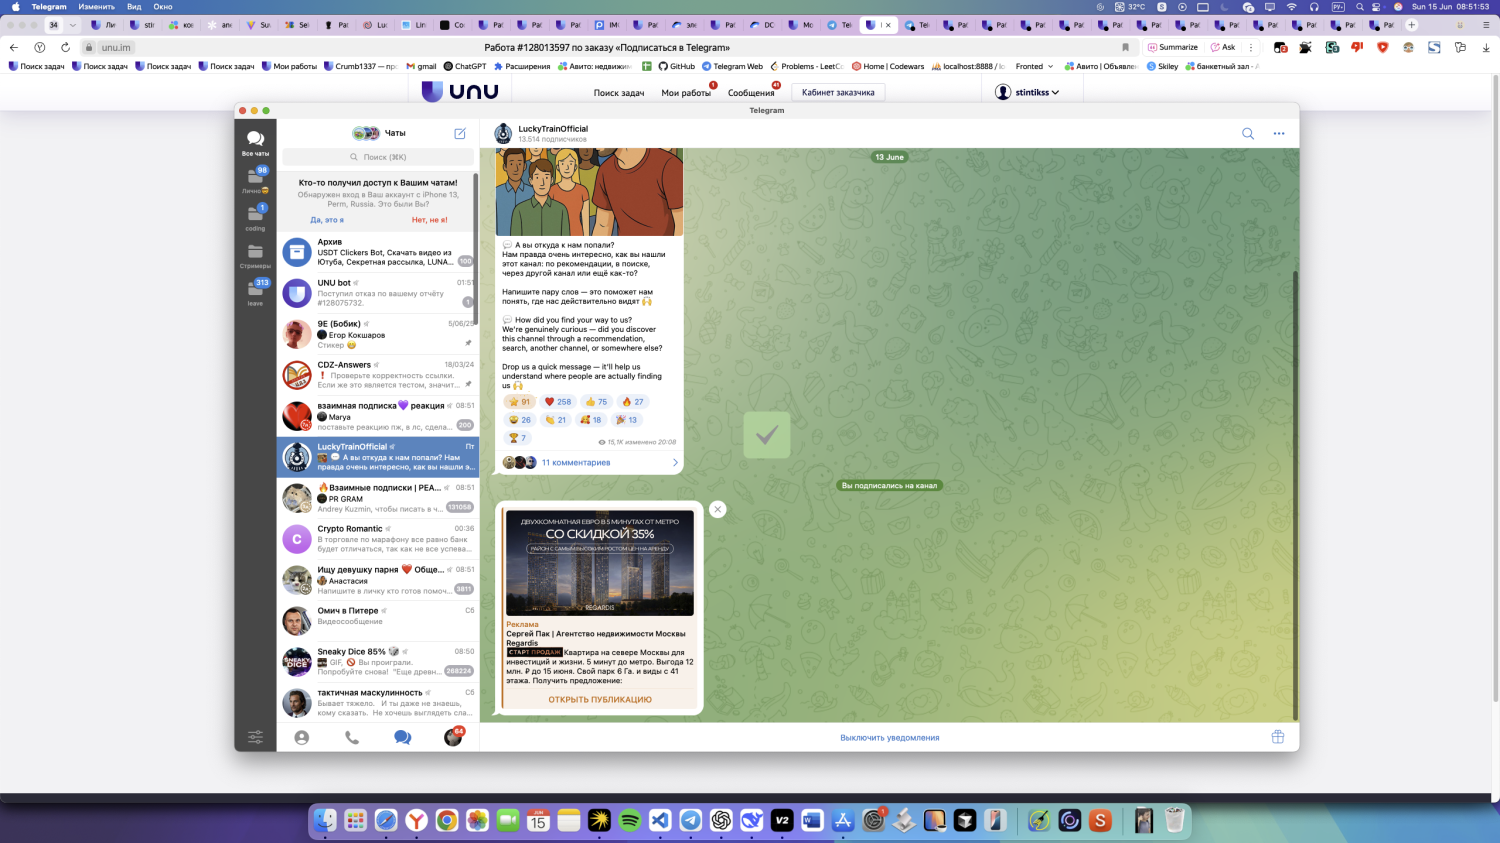 Telegram
Изменить
Вид
Окно
32°C
РУ
Sun 15 Jun 08:51:53
34
unu.im
Работа #128013597 по заказу «Подписаться в Telegram»
Summarize
Ask
Поиск задач
Поиск задач
Поиск задач
Поиск задач
Мои работы
gmail
ChatGPT
Расширения
Авито: недвижим
GitHub
Telegram Web
Home | Codewars
Fronted
Авито | Объявлен
Skiley
unu
Поиск задач
Мои работы
1
Сообщения
41
Кабинет заказчика
stintikss
Telegram
Все чаты
98
Лично
1
coding
Стримеры
313
leave
Чаты
Поиск (⌘K)
Кто-то получил доступ к Вашим чатам!
Обнаружен вход в Ваш аккаунт с iPhone 13,
Perm, Russia. Это были Вы?
Да, это я
Нет, не я!
Архив
USDT Clickers Bot, Скачать видео из
Ютуба, Секретная рассылка, LUNA...
100
UNU bot
01:51
Поступил отказ по вашему отчёту
#128075732.
1
9Е (Бобик)
5/06/25
Егор Кокшаров
Стикер 😊
CDZ-Answers
18/03/24
❗ Проверьте корректность ссылки.
Если же это является тестом, значит...
взаимная подписка💜 реакция
08:51
Marya
поставьте реакцию пж, в лс, сдела...
200
LuckyTrainOfficial
Пт
💬 А вы откуда к нам попали? Нам
правда очень интересно, как вы нашли э...
🔥Взаимные подписки | РЕА...
08:51
PR GRAM
Andrey Kuzmin, чтобы писать в ч...
131058
Crypto Romantic
00:36
В торговле по марафону все равно банк
будет отличаться, так как не все успева...
Ищу девушку парня ❤️ Обще...
08:51
Анастасия
Напишите в личку кто готов помоч...
3811
Омич в Питере
Сб
Видеосообщение
Sneaky Dice 85% 🎲
08:50
GIF, 🚫 Вы проиграли.
Попробуйте снова! "Еще древн...
268224
тактичная маскулинность
Сб
Бывает тяжело. И ты даже не знаешь,
кому сказать. Не хочешь выглядеть сла...
64
LuckyTrainOfficial
13.514 подписчиков
13 June
💬 А вы откуда к нам попали?
Нам правда очень интересно, как вы нашли
этот канал: по рекомендации, в поиске,
через другой канал или ещё как-то?
Напишите пару слов — это поможет нам
понять, где нас действительно видят 🙌
💬 How did you find your way to us?
We're genuinely curious — did you discover
this channel through a recommendation,
search, another channel, or somewhere else?
Drop us a quick message — it'll help us
understand where people are actually finding
us 🙌
⭐ 91 ❤️ 258 👍 75 🔥 27
26 👏 21 🥰 18 🎉 13
🏆 7
15,1K изменено 20:08
11 комментариев
Вы подписались на канал
ДВУХКОМНАТНАЯ ЕВРО В 5 МИНУТАХ ОТ МЕТРО
СО СКИДКОЙ 35%
РАЙОН С САМЫМ ВЫСОКИМ РОСТОМ ЦЕН НА АРЕНДУ
REGARDIS
Реклама
Сергей Пак | Агентство недвижимости Москвы
Regardis
СТАРТ ПРОДАЖ Квартира на севере Москвы для
инвестиций и жизни. 5 минут до метро. Выгода 12
млн. ₽ до 15 июня. Свой парк 6 Га. и виды с 41
этажа. Получить предложение:
ОТКРЫТЬ ПУБЛИКАЦИЮ
Выключить уведомления
JUN
15
V2
1